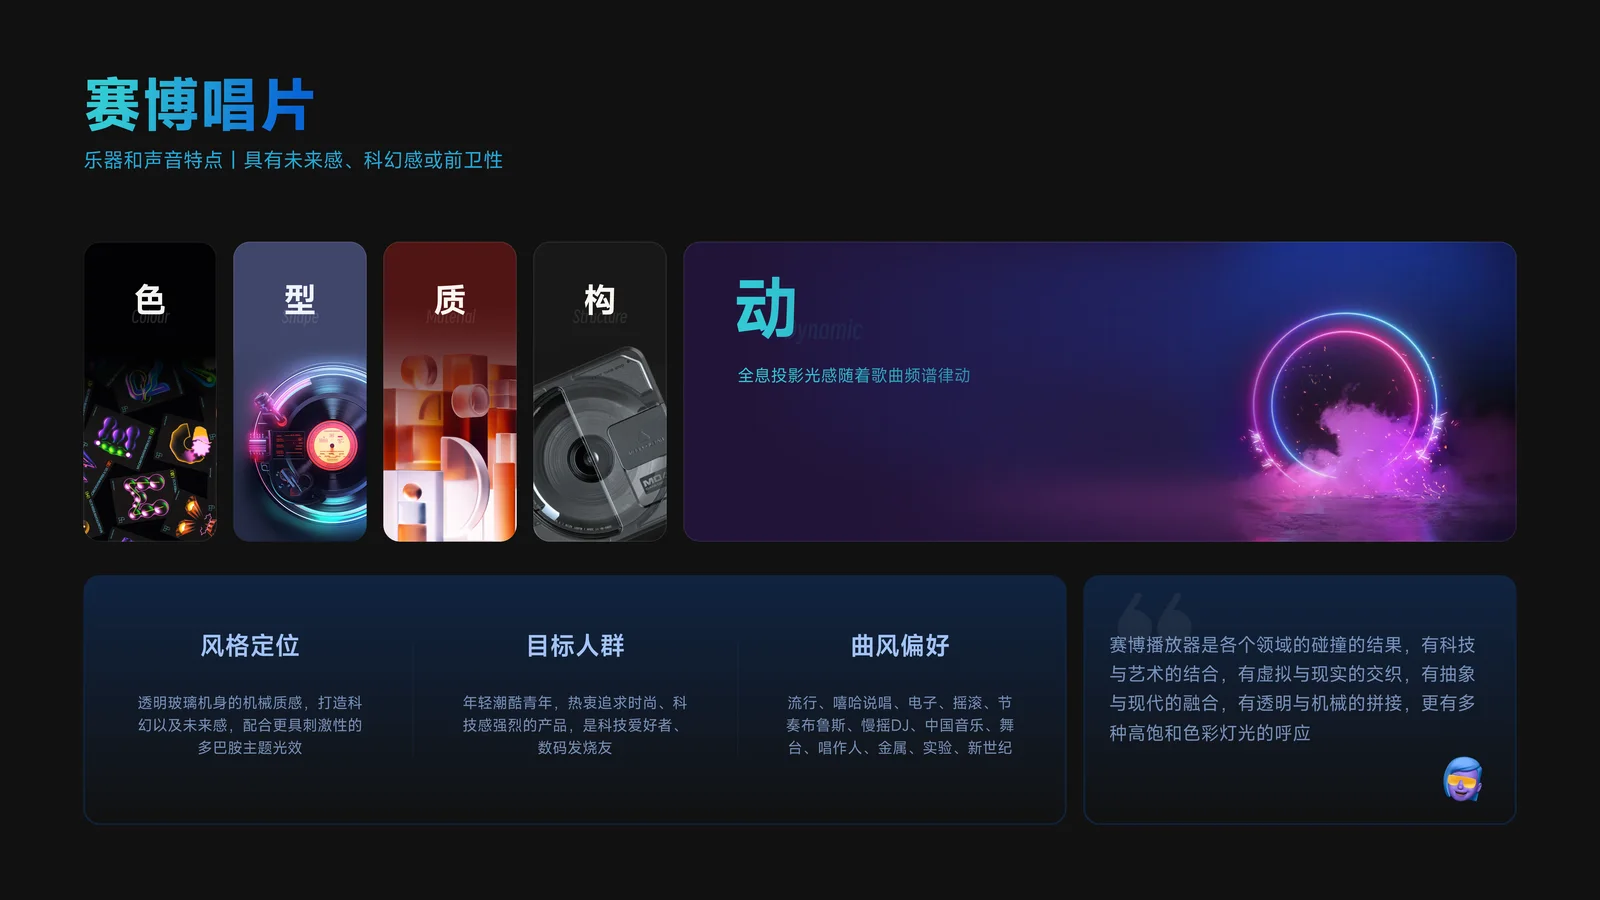 赛博唱片
乐器和声音特点丨具有未来感、科幻感或前卫性
色
Colour
型
Shape
质
Material
构
Structure
动
Dynamic
全息投影光感随着歌曲频谱律动
风格定位
透明玻璃机身的机械质感，打造科
幻以及未来感，配合更具刺激性的
多巴胺主题光效
目标人群
年轻潮酷青年，热衷追求时尚、科
技感强烈的产品，是科技爱好者、
数码发烧友
曲风偏好
流行、嘻哈说唱、电子、摇滚、节
奏布鲁斯、慢摇DJ、中国音乐、舞
台、唱作人、金属、实验、新世纪
赛博播放器是各个领域的碰撞的结果，有科技
与艺术的结合，有虚拟与现实的交织，有抽象
与现代的融合，有透明与机械的拼接，更有多
种高饱和色彩灯光的呼应